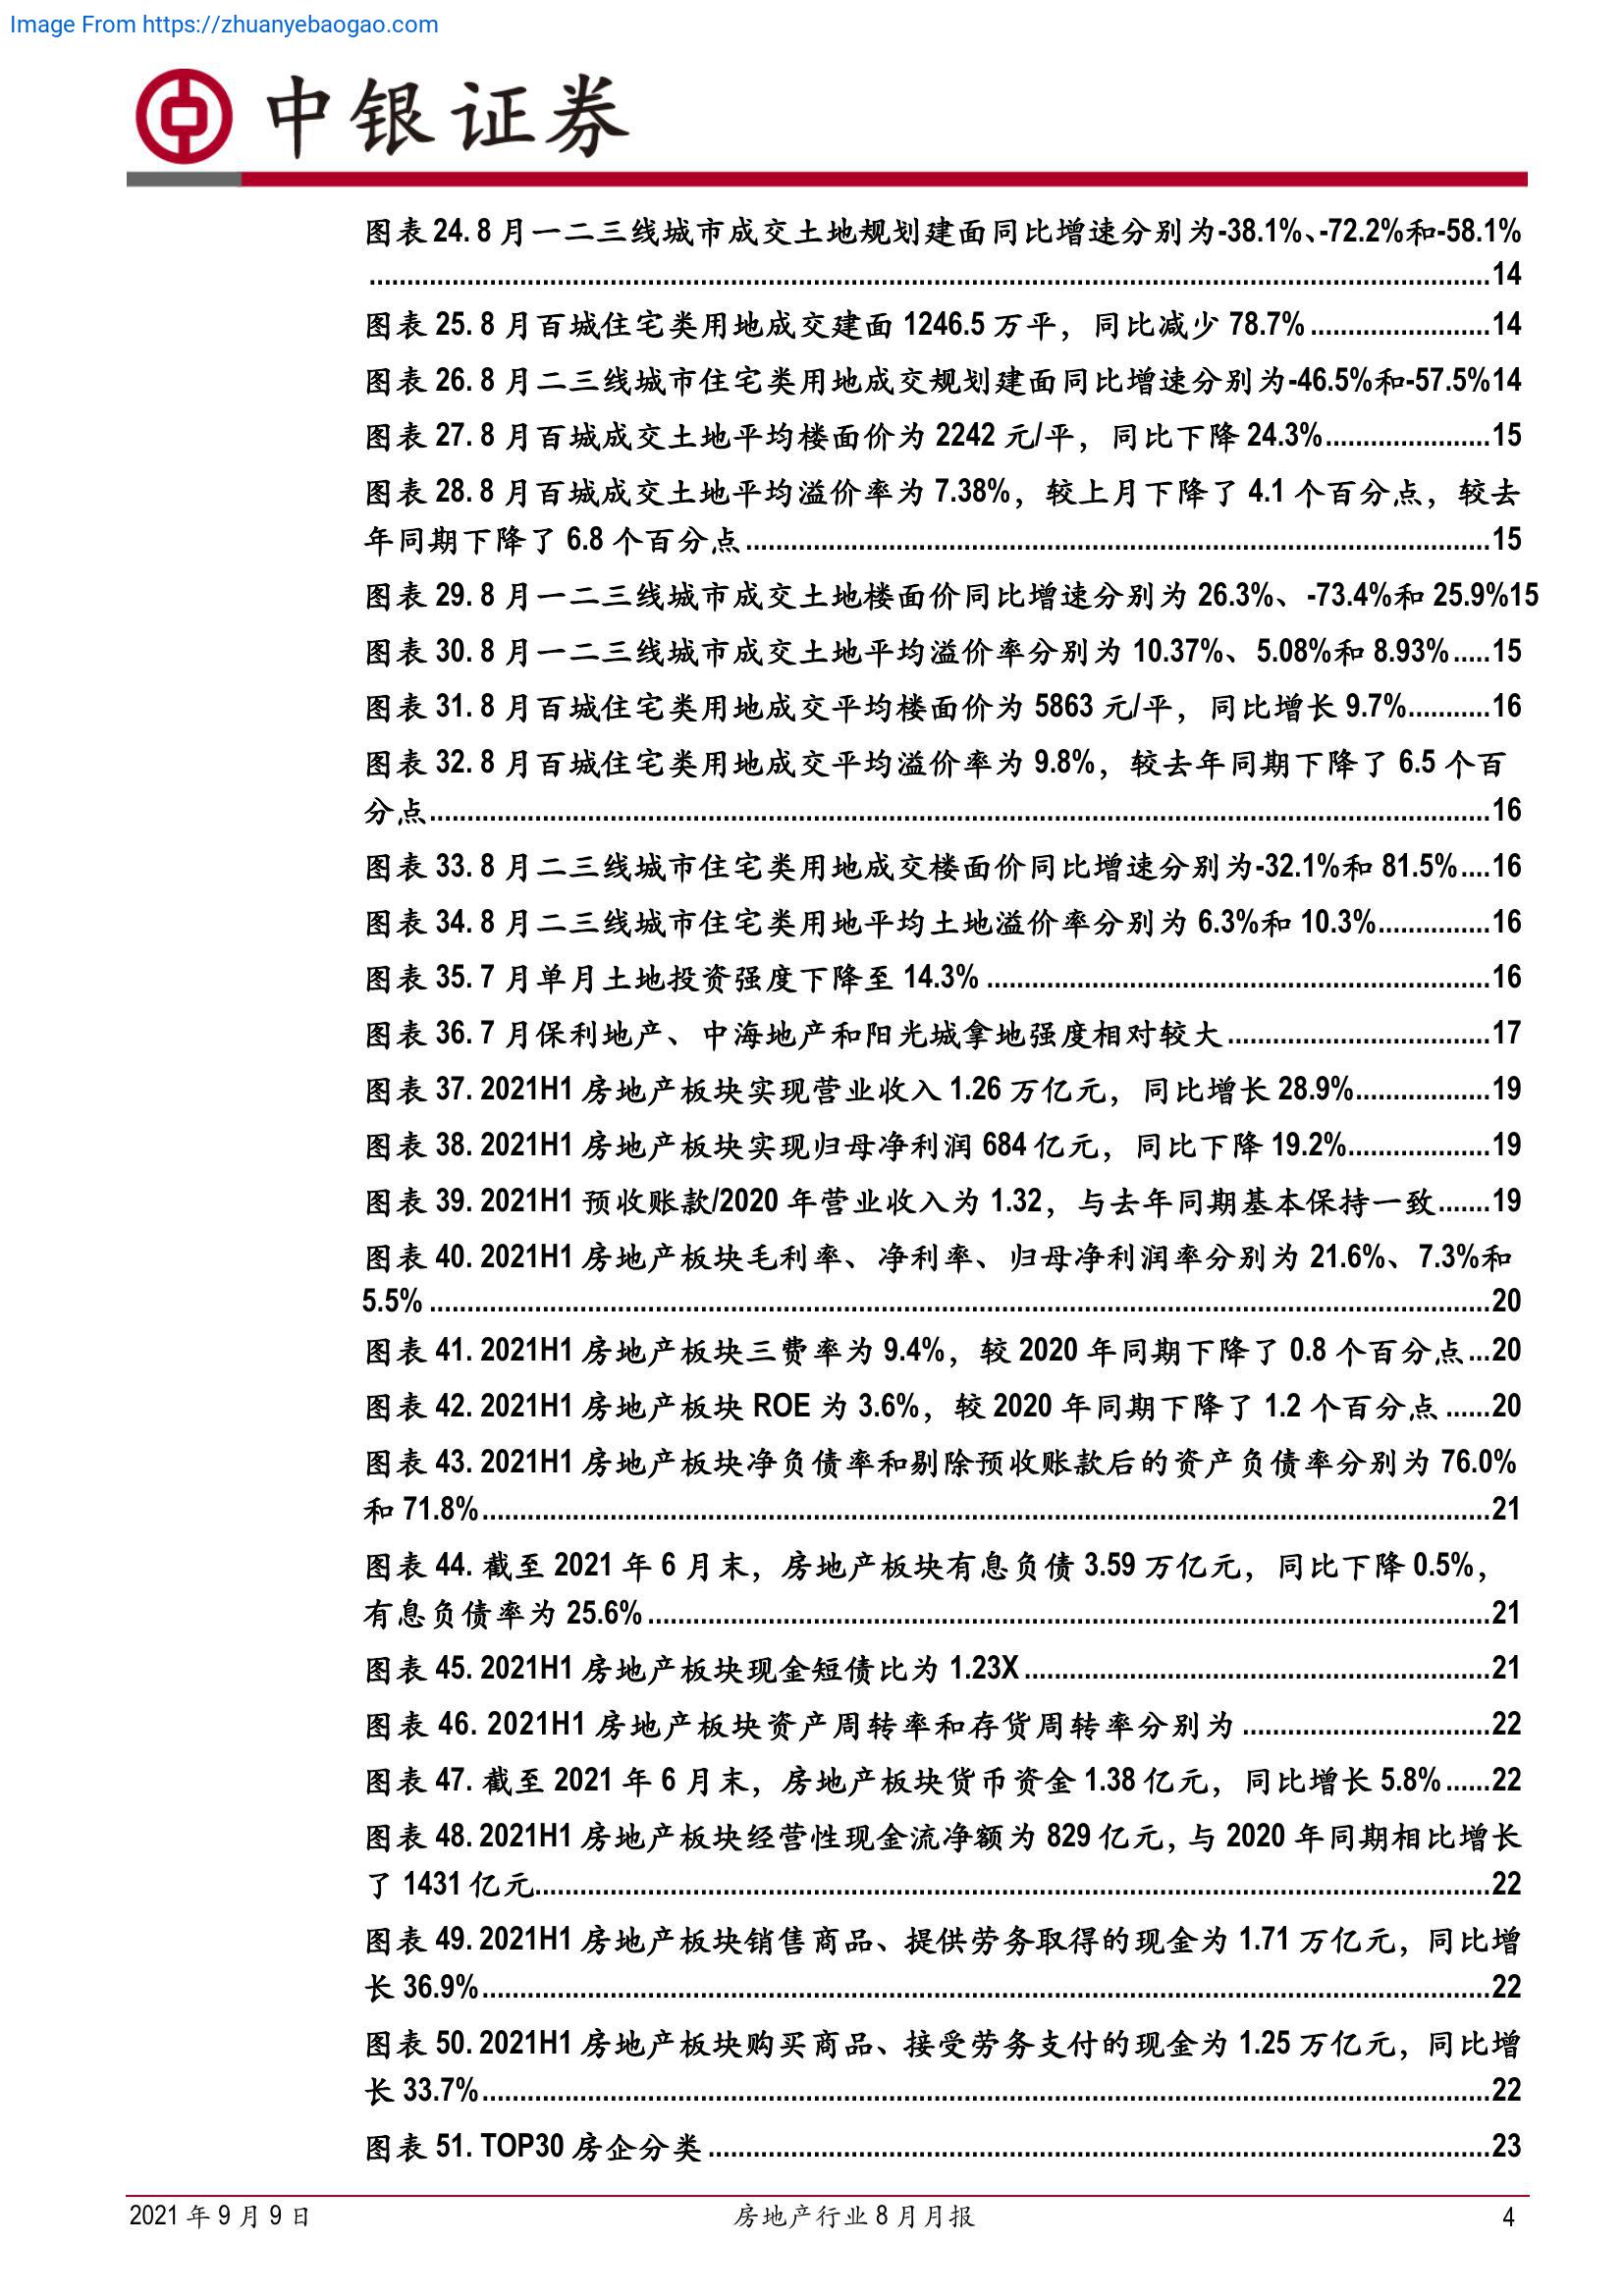 Image From https://zhuanyebaogao.com
中银证券
图表 24. 8 月一二三线城市成交土地规划建面同比增速分别为-38.1%、-72.2%和-58.1%
..........................................................................................................................................................14
图表 25. 8 月百城住宅类用地成交建面 1246.5 万平，同比减少 78.7%........................14
图表 26. 8 月二三线城市住宅类用地成交规划建面同比增速分别为-46.5%和-57.5%14
图表 27. 8 月百城成交土地平均楼面价为 2242 元/平，同比下降 24.3%......................15
图表 28. 8 月百城成交土地平均溢价率为 7.38%，较上月下降了 4.1 个百分点，较去
年同期下降了 6.8 个百分点....................................................................................................15
图表 29. 8 月一二三线城市成交土地楼面价同比增速分别为 26.3%、-73.4%和 25.9%15
图表 30. 8 月一二三线城市成交土地平均溢价率分别为 10.37%、5.08%和 8.93%.....15
图表 31. 8 月百城住宅类用地成交平均楼面价为 5863 元/平，同比增长 9.7%...........16
图表 32. 8 月百城住宅类用地成交平均溢价率为 9.8%，较去年同期下降了 6.5 个百
分点..............................................................................................................................................16
图表 33. 8 月二三线城市住宅类用地成交楼面价同比增速分别为-32.1%和 81.5%....16
图表 34. 8 月二三线城市住宅类用地平均土地溢价率分别为 6.3%和 10.3%...............16
图表 35. 7 月单月土地投资强度下降至 14.3% ...................................................................16
图表 36. 7 月保利地产、中海地产和阳光城拿地强度相对较大...................................17
图表 37. 2021H1 房地产板块实现营业收入 1.26 万亿元，同比增长 28.9%..................19
图表 38. 2021H1 房地产板块实现归母净利润 684 亿元，同比下降 19.2%...................19
图表 39. 2021H1 预收账款/2020 年营业收入为 1.32，与去年同期基本保持一致.......19
图表 40. 2021H1 房地产板块毛利率、净利率、归母净利润率分别为 21.6%、7.3%和
5.5% ..............................................................................................................................................20
图表 41. 2021H1 房地产板块三费率为 9.4%，较 2020 年同期下降了 0.8 个百分点...20
图表 42. 2021H1 房地产板块 ROE 为 3.6%，较 2020 年同期下降了 1.2 个百分点......20
图表 43. 2021H1 房地产板块净负债率和剔除预收账款后的资产负债率分别为 76.0%
和 71.8%.......................................................................................................................................21
图表 44. 截至 2021 年 6 月末，房地产板块有息负债 3.59 万亿元，同比下降 0.5%，
有息负债率为 25.6%.................................................................................................................21
图表 45. 2021H1 房地产板块现金短债比为 1.23X..............................................................21
图表 46. 2021H1 房地产板块资产周转率和存货周转率分别为.................................22
图表 47. 截至 2021 年 6 月末，房地产板块货币资金 1.38 亿元，同比增长 5.8%......22
图表 48. 2021H1 房地产板块经营性现金流净额为 829 亿元，与 2020 年同期相比增长
了 1431 亿元................................................................................................................................22
图表 49. 2021H1 房地产板块销售商品、提供劳务取得的现金为 1.71 万亿元，同比增
长 36.9%.......................................................................................................................................22
图表 50. 2021H1 房地产板块购买商品、接受劳务支付的现金为 1.25 万亿元，同比增
长 33.7%.......................................................................................................................................22
图表 51. TOP30 房企分类.........................................................................................................23
2021 年 9 月 9 日 房地产行业 8 月月报 4